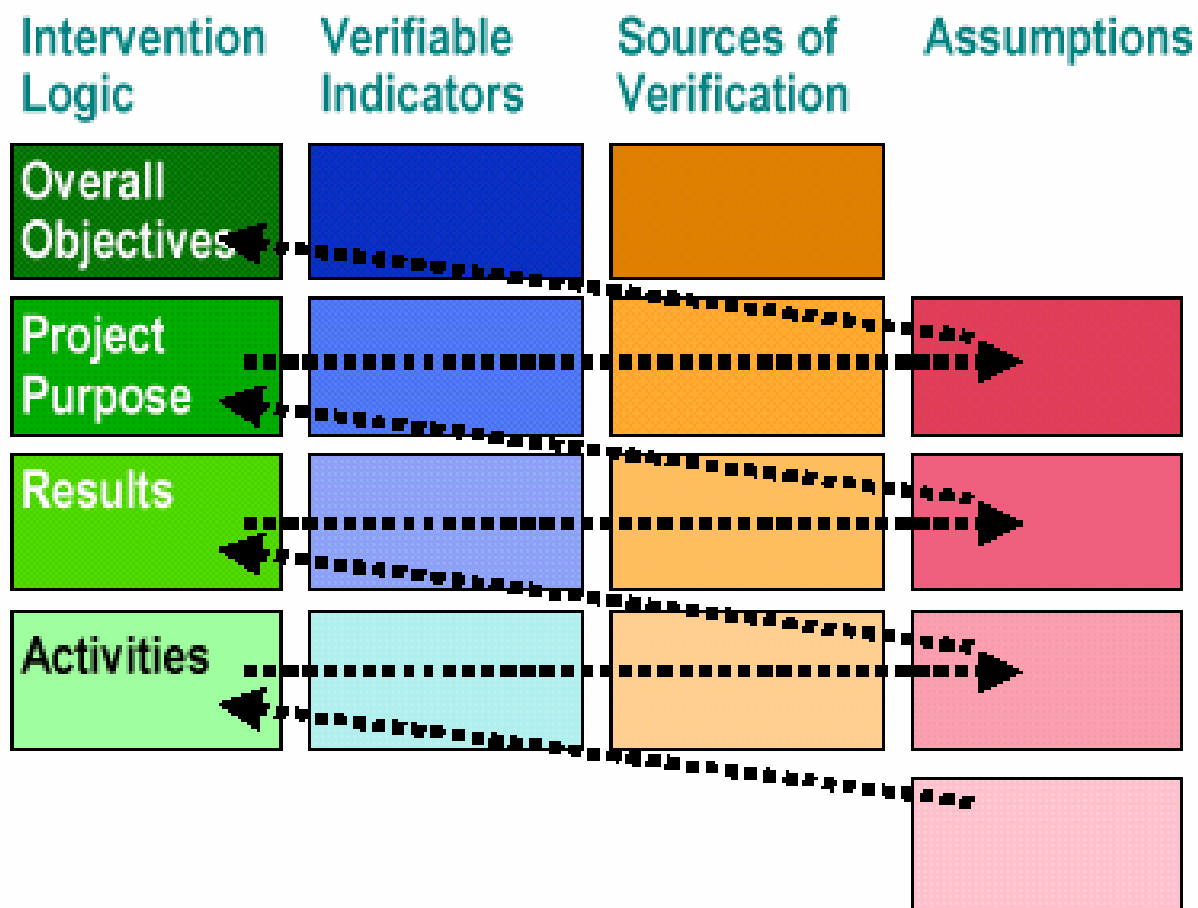 Intervention
Logic
Verifiable
Indicators
Sources of
Verification
Assumptions
Overall
Objectives
Project
Purpose
Results
Activities